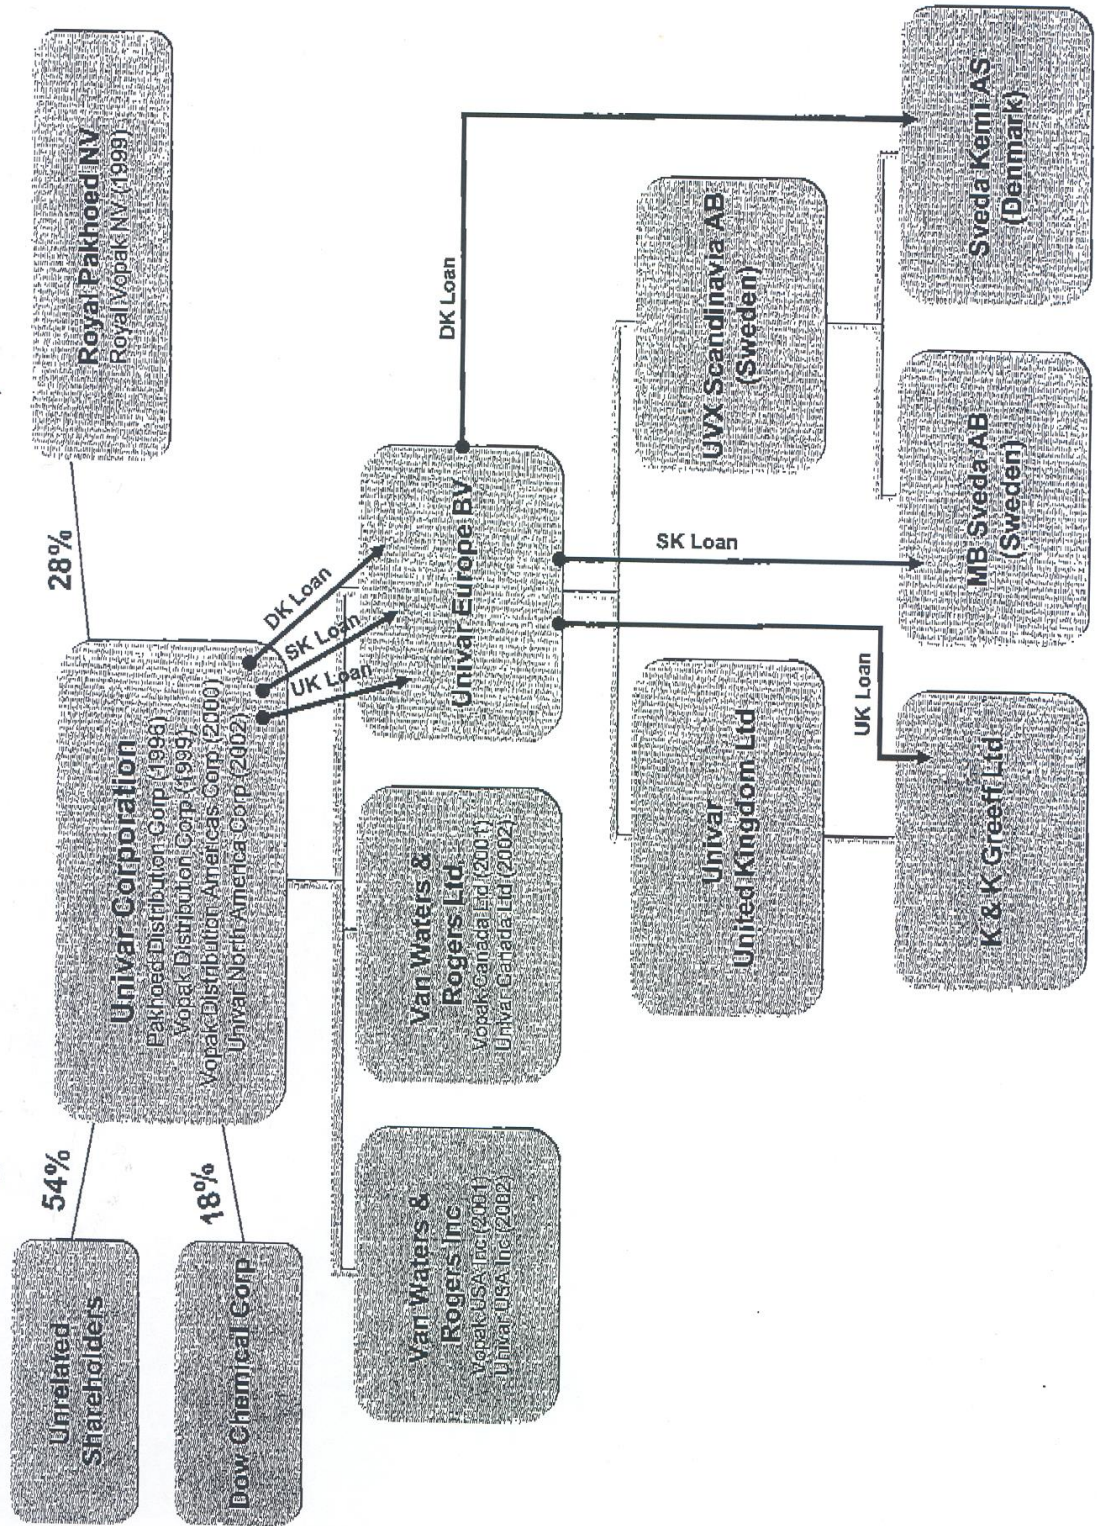 Unrelated
Shareholders
54%
Dow Chemical Corp
18%
Univar Corporation
Pakhoed Distribution Corp (1996)
Vopak Distribution Corp (1999)
Vopak Distribution Americas Corp (2000)
Univar North America Corp (2002)
28%
Royal Pakhoed NV
Royal Vopak NV (1999)
UK Loan
SK Loan
DK Loan
Van Waters &
Rogers Inc
Vopak USA Inc (2001)
Univar USA Inc (2002)
Van Waters &
Rogers Ltd
Vopak Canada Ltd (2001)
Univar Canada Ltd (2002)
Univar Europe BV
DK Loan
SK Loan
UK Loan
Univar
United Kingdom Ltd
UVX Scandinavia AB
(Sweden)
K & K Greeff Ltd
MB Sveda AB
(Sweden)
Sveda Kemi AS
(Denmark)